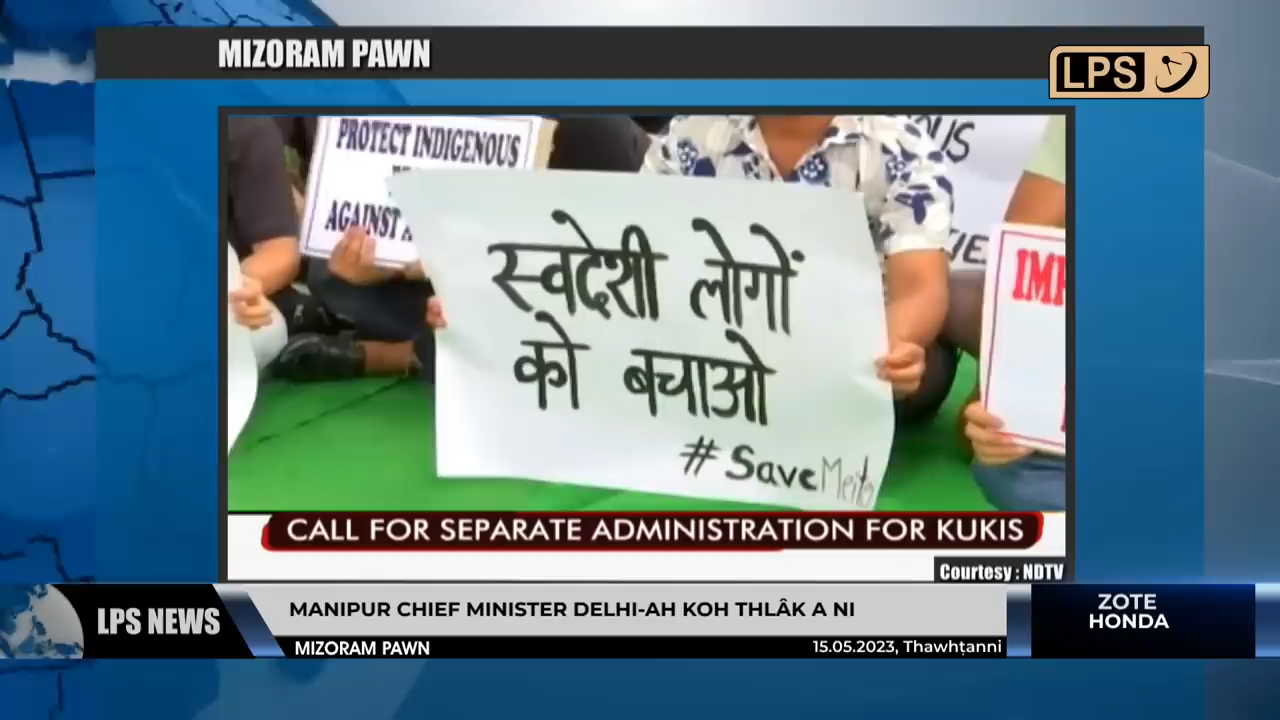 MIZORAM PAWN
LPS
PROTECT INDIGENOUS
AGAINST
स्वदेशी लोगों
को बचाओ
#Save
CALL FOR SEPARATE ADMINISTRATION FOR KUKIS
Courtesy : NDTV
LPS NEWS
MANIPUR CHIEF MINISTER DELHI-AH KOH THLÂK A NI
MIZORAM PAWN
15.05.2023, Thawhṭanni
ZOTE
HONDA